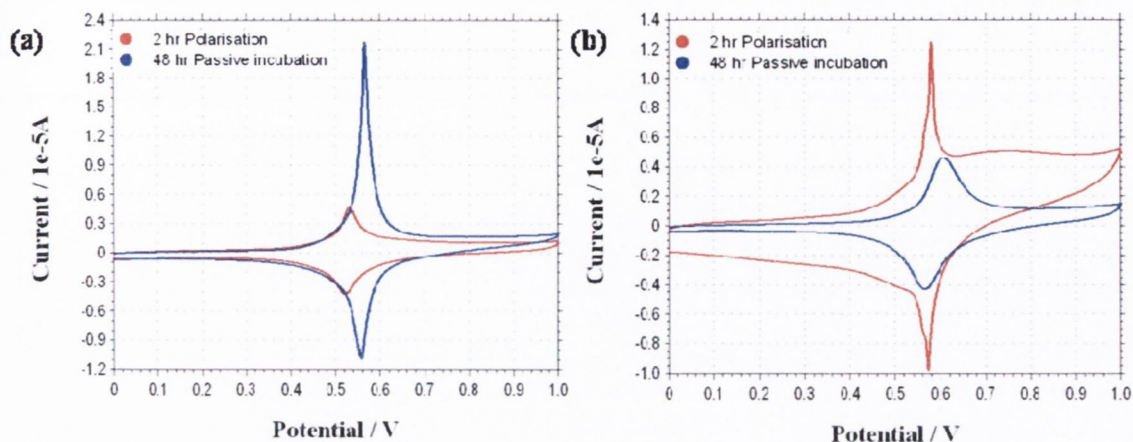 (a)
2 hr Polarisation
48 hr Passive incubation
2.4
2.1
1.8
1.5
1.2
0.9
0.6
0.3
0
-0.3
-0.6
-0.9
-1.2
Current / 1e-5A
0 0.1 0.2 0.3 0.4 0.5 0.6 0.7 0.8 0.9 1.0
Potential / V
(b)
2 hr Polarisation
48 hr Passive incubation
1.4
1.2
1.0
0.8
0.6
0.4
0.2
0
-0.2
-0.4
-0.6
-0.8
-1.0
Current / 1e-5A
0 0.1 0.2 0.3 0.4 0.5 0.6 0.7 0.8 0.9 1.0
Potential / V